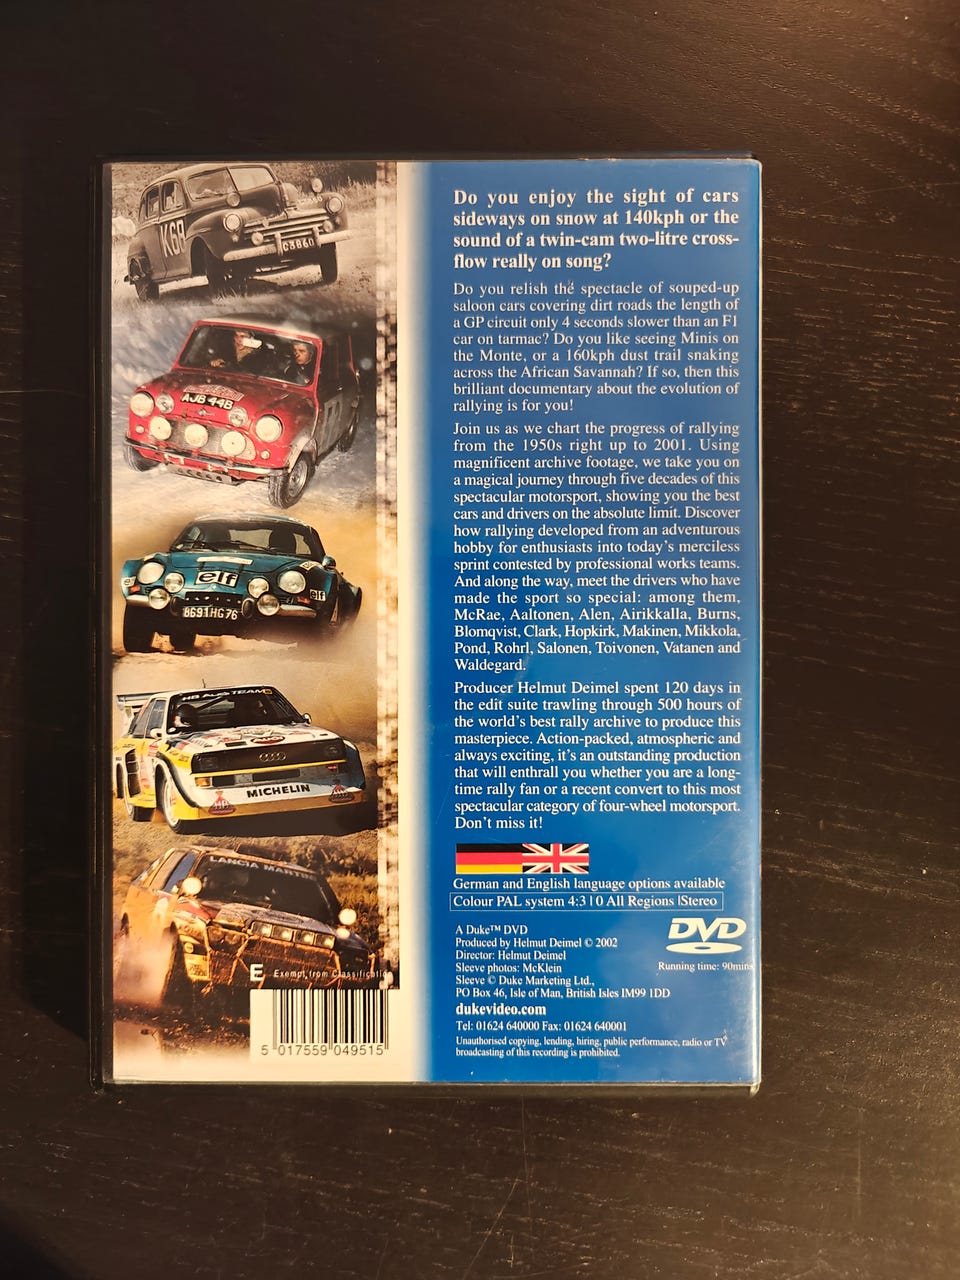 K6A
G3860
AJB 44B
elf
elf
8691HG76
HB AUDI TEAM
MICHELIN
LANCIA MARTINI
E Exempt from Classification
5 017559 049515
Do you enjoy the sight of cars
sideways on snow at 140kph or the
sound of a twin-cam two-litre cross-
flow really on song?
Do you relish the spectacle of souped-up
saloon cars covering dirt roads the length of
a GP circuit only 4 seconds slower than an F1
car on tarmac? Do you like seeing Minis on
the Monte, or a 160kph dust trail snaking
across the African Savannah? If so, then this
brilliant documentary about the evolution of
rallying is for you!
Join us as we chart the progress of rallying
from the 1950s right up to 2001. Using
magnificent archive footage, we take you on
a magical journey through five decades of this
spectacular motorsport, showing you the best
cars and drivers on the absolute limit. Discover
how rallying developed from an adventurous
hobby for enthusiasts into today's merciless
sprint contested by professional works teams.
And along the way, meet the drivers who have
made the sport so special: among them,
McRae, Aaltonen, Alen, Airikkalla, Burns,
Blomqvist, Clark, Hopkirk, Makinen, Mikkola,
Pond, Rohrl, Salonen, Toivonen, Vatanen and
Waldegard.
Producer Helmut Deimel spent 120 days in
the edit suite trawling through 500 hours of
the world's best rally archive to produce this
masterpiece. Action-packed, atmospheric and
always exciting, it's an outstanding production
that will enthrall you whether you are a long-
time rally fan or a recent convert to this most
spectacular category of four-wheel motorsport.
Don't miss it!
German and English language options available
Colour PAL system 4:3 | 0 All Regions |Stereo
A Duke™ DVD
Produced by Helmut Deimel © 2002
Director: Helmut Deimel
Sleeve photos: McKlein
Sleeve © Duke Marketing Ltd.,
PO Box 46, Isle of Man, British Isles IM99 1DD
DVD
Running time: 90mins
dukevideo.com
Tel: 01624 640000 Fax: 01624 640001
Unauthorised copying, lending, hiring, public performance, radio or TV
broadcasting of this recording is prohibited.